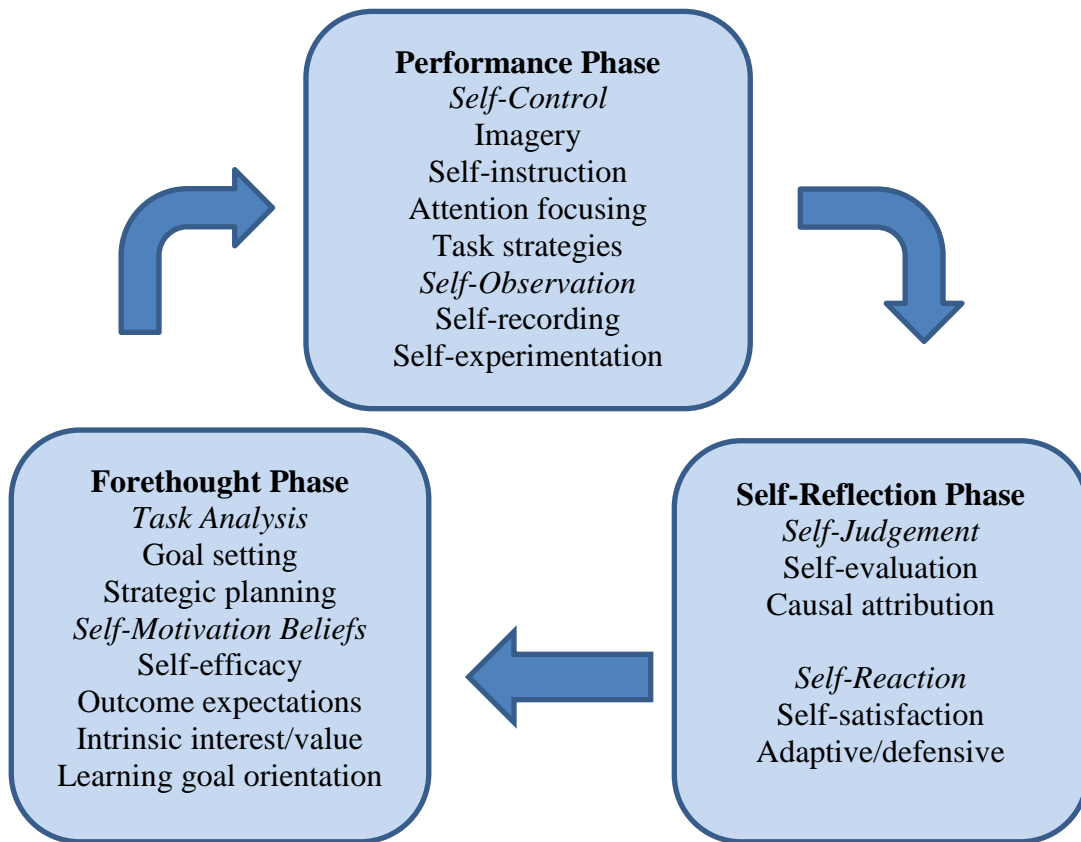 Performance Phase
Self-Control
Imagery
Self-instruction
Attention focusing
Task strategies
Self-Observation
Self-recording
Self-experimentation
Forethought Phase
Task Analysis
Goal setting
Strategic planning
Self-Motivation Beliefs
Self-efficacy
Outcome expectations
Intrinsic interest/value
Learning goal orientation
Self-Reflection Phase
Self-Judgement
Self-evaluation
Causal attribution
Self-Reaction
Self-satisfaction
Adaptive/defensive